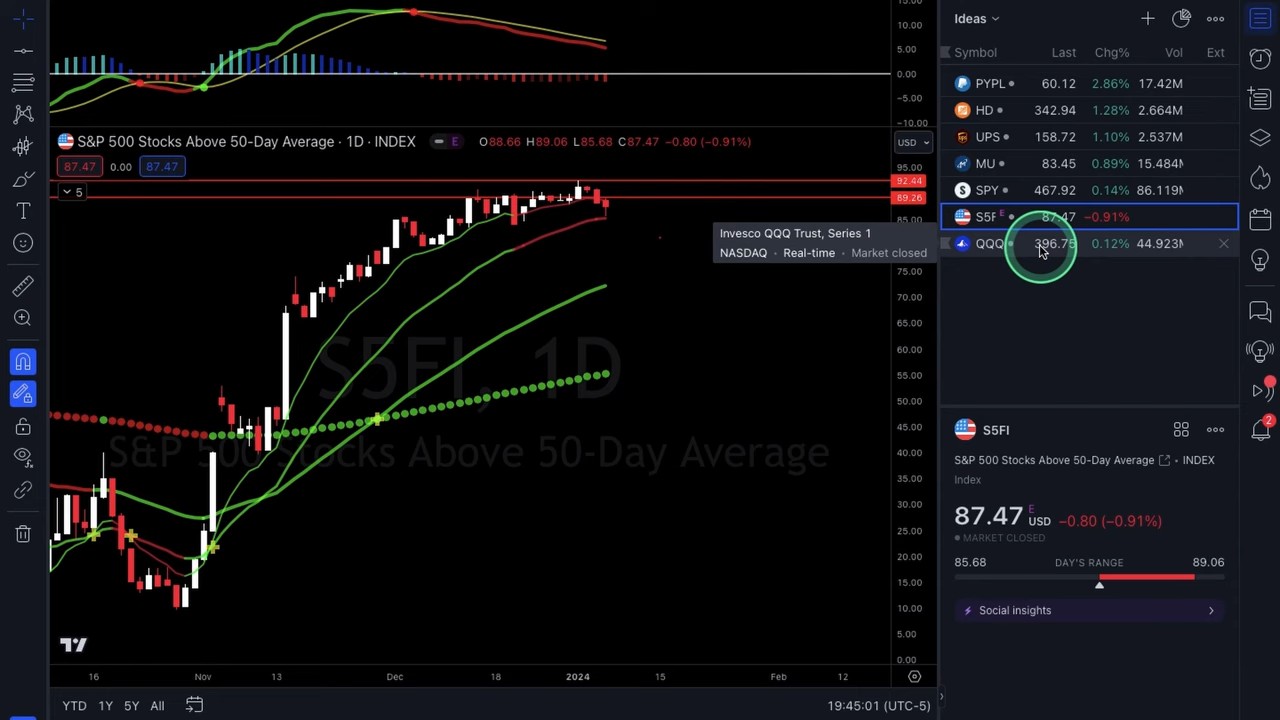 15.00
10.00
5.00
0.00
−5.00
−10.00
S&P 500 Stocks Above 50-Day Average · 1D · INDEX
E
O88.66 H89.06 L85.68 C87.47 −0.80 (−0.91%)
USD
87.47 0.00 87.47
5
95.00
92.44
89.26
85.00
75.00
70.00
65.00
60.00
55.00
50.00
45.00
40.00
35.00
30.00
25.00
20.00
15.00
10.00
5.00
0.00
S5FI, 1D
S&P 500 Stocks Above 50-Day Average
16 Nov 13 Dec 18 2024 15 Feb 12
YTD 1Y 5Y All
19:45:01 (UTC-5)
Invesco QQQ Trust, Series 1
NASDAQ • Real-time • Market closed
Ideas
Symbol Last Chg% Vol Ext
PYPL 60.12 2.86% 17.42M
HD 342.94 1.28% 2.664M
UPS 158.72 1.10% 2.537M
MU 83.45 0.89% 15.484M
SPY 467.92 0.14% 86.119M
S5F E 87.47 −0.91%
QQQ 396.75 0.12% 44.923M
S5FI
S&P 500 Stocks Above 50-Day Average • INDEX
Index
87.47 E USD −0.80 (−0.91%)
MARKET CLOSED
85.68 DAY'S RANGE 89.06
Social insights
2